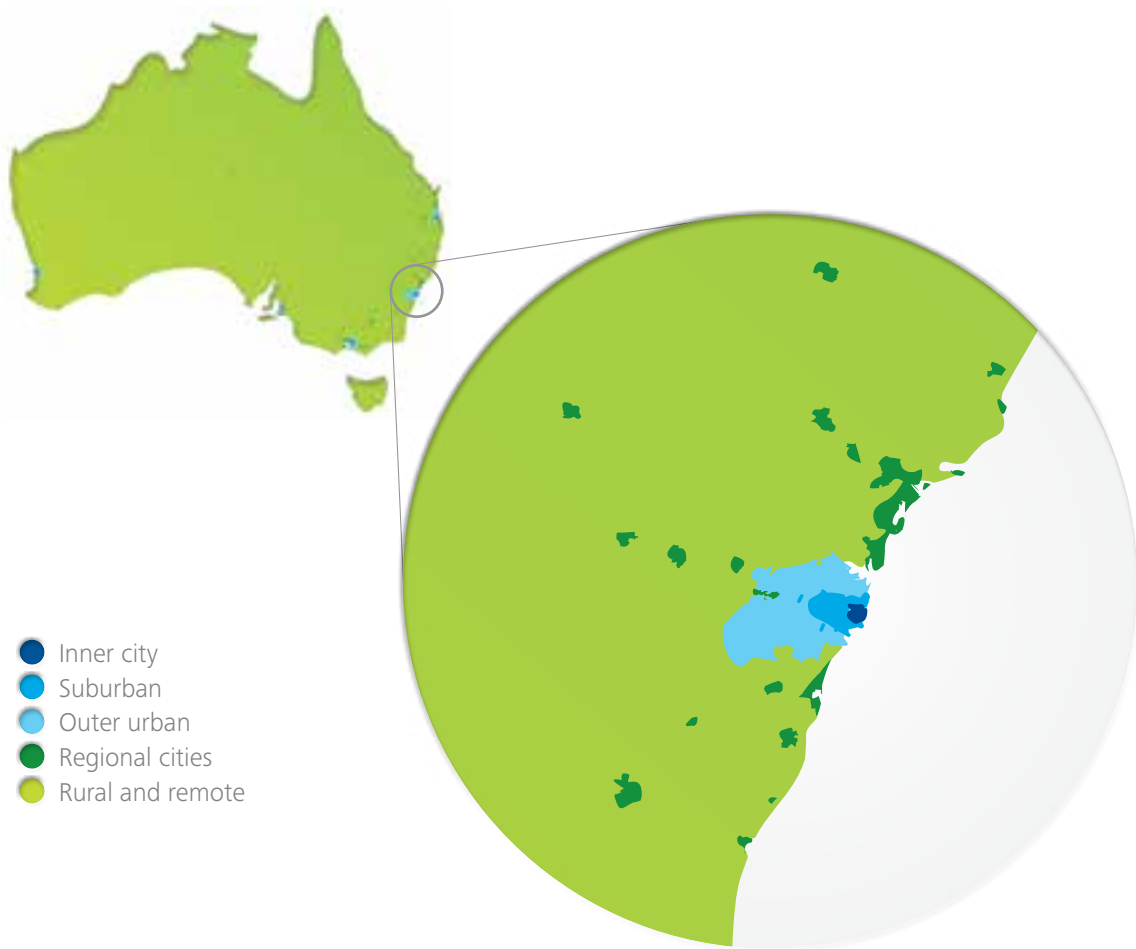 Inner city
Suburban
Outer urban
Regional cities
Rural and remote